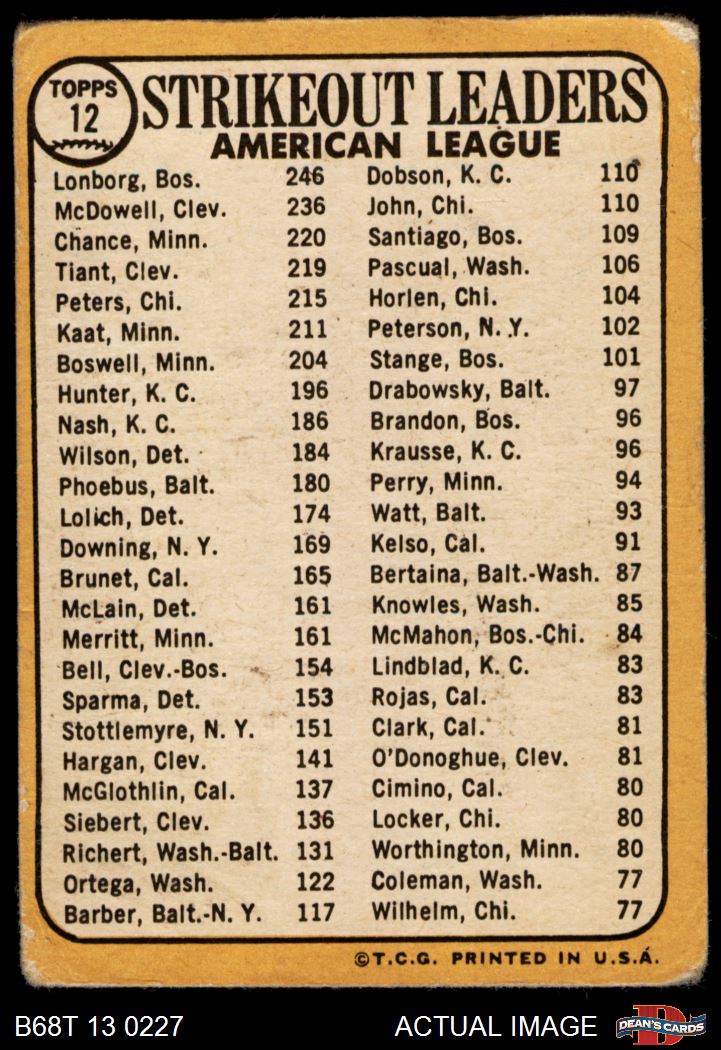 TOPPS
12
STRIKEOUT LEADERS
AMERICAN LEAGUE
Lonborg, Bos. 246
McDowell, Clev. 236
Chance, Minn. 220
Tiant, Clev. 219
Peters, Chi. 215
Kaat, Minn. 211
Boswell, Minn. 204
Hunter, K. C. 196
Nash, K. C. 186
Wilson, Det. 184
Phoebus, Balt. 180
Lolich, Det. 174
Downing, N. Y. 169
Brunet, Cal. 165
McLain, Det. 161
Merritt, Minn. 161
Bell, Clev.-Bos. 154
Sparma, Det. 153
Stottlemyre, N. Y. 151
Hargan, Clev. 141
McGlothlin, Cal. 137
Siebert, Clev. 136
Richert, Wash.-Balt. 131
Ortega, Wash. 122
Barber, Balt.-N. Y. 117
Dobson, K. C. 110
John, Chi. 110
Santiago, Bos. 109
Pascual, Wash. 106
Horlen, Chi. 104
Peterson, N. Y. 102
Stange, Bos. 101
Drabowsky, Balt. 97
Brandon, Bos. 96
Krausse, K. C. 96
Perry, Minn. 94
Watt, Balt. 93
Kelso, Cal. 91
Bertaina, Balt.-Wash. 87
Knowles, Wash. 85
McMahon, Bos.-Chi. 84
Lindblad, K. C. 83
Rojas, Cal. 83
Clark, Cal. 81
O'Donoghue, Clev. 81
Cimino, Cal. 80
Locker, Chi. 80
Worthington, Minn. 80
Coleman, Wash. 77
Wilhelm, Chi. 77
©T.C.G. PRINTED IN U.S.A.
B68T 13 0227
ACTUAL IMAGE
DEAN'S CARDS